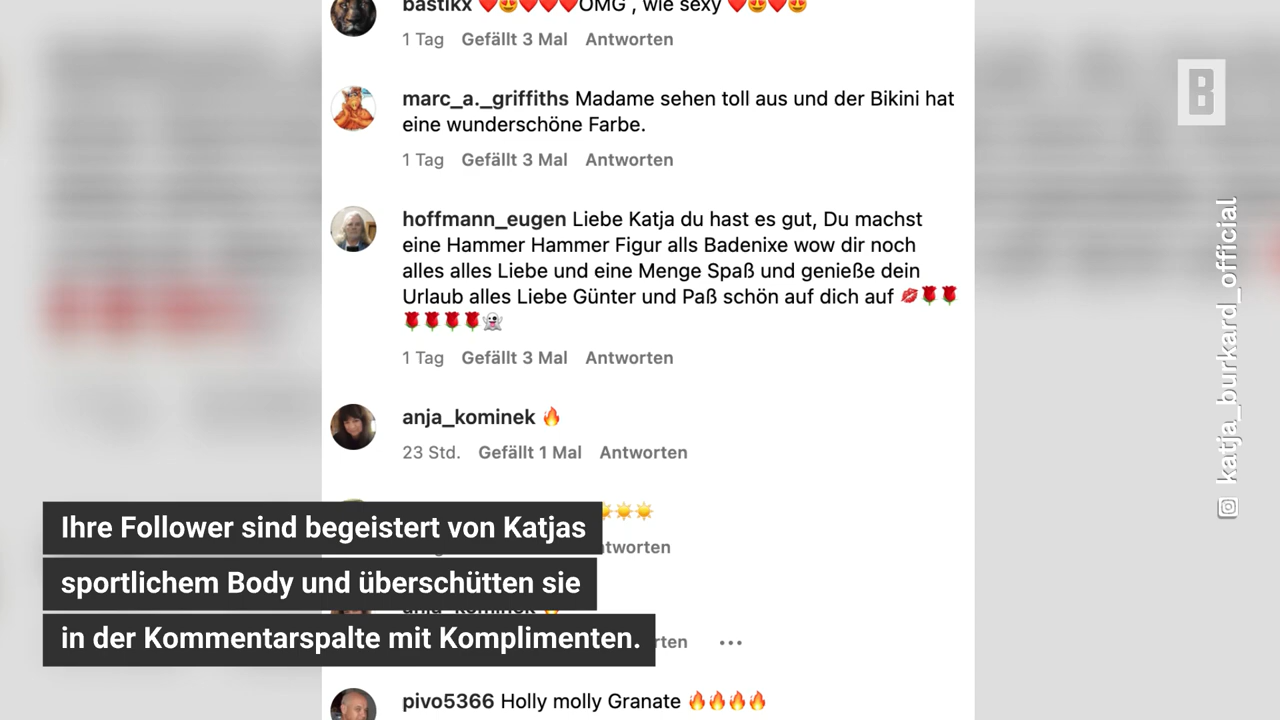 bastikx ❤️😍❤️❤️❤️OMG , wie sexy ❤️😍❤️😍
1 Tag Gefällt 3 Mal Antworten
marc_a._griffiths Madame sehen toll aus und der Bikini hat
eine wunderschöne Farbe.
1 Tag Gefällt 3 Mal Antworten
hoffmann_eugen Liebe Katja du hast es gut, Du machst
eine Hammer Hammer Figur alls Badenixe wow dir noch
alles alles Liebe und eine Menge Spaß und genieße dein
Urlaub alles Liebe Günter und Paß schön auf dich auf 💋🌹🌹
🌹🌹🌹🌹👻
1 Tag Gefällt 3 Mal Antworten
anja_kominek 🔥
23 Std. Gefällt 1 Mal Antworten
☀️☀️☀️
Ihre Follower sind begeistert von Katjas
sportlichem Body und überschütten sie
in der Kommentarspalte mit Komplimenten.
anja_kominek
pivo5366 Holly molly Granate 🔥🔥🔥🔥
B
katja_burkard_official